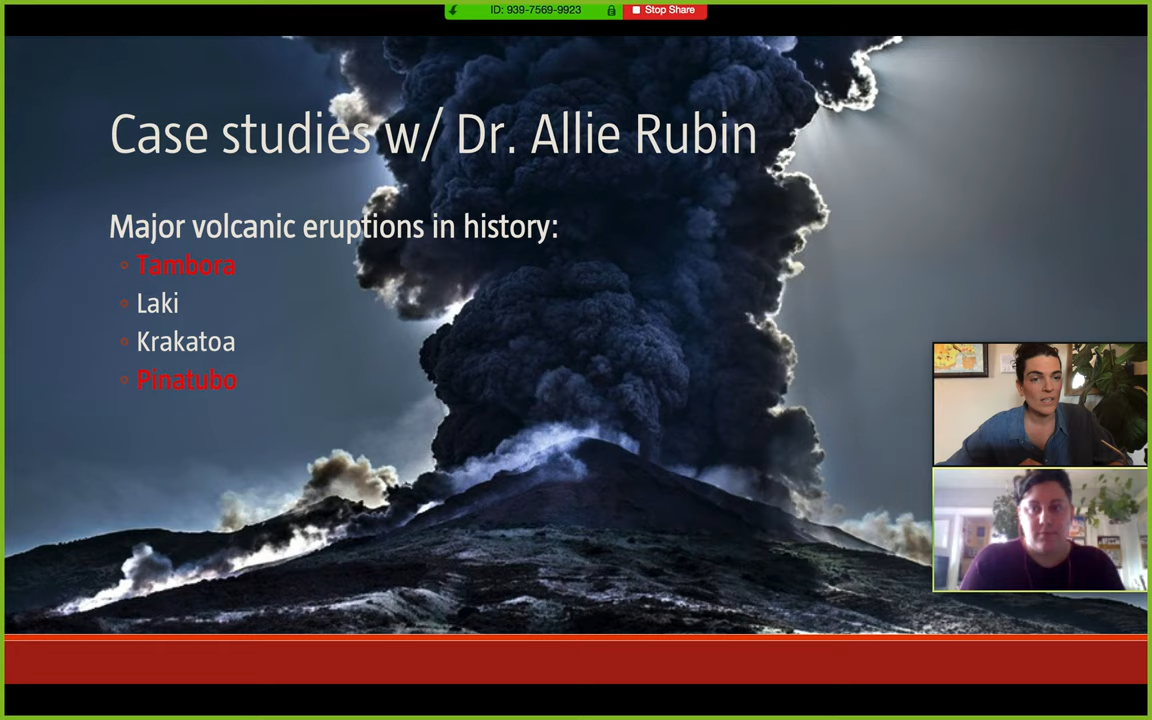 ID: 939-7569-9923 Stop Share
Case studies w/ Dr. Allie Rubin
Major volcanic eruptions in history:
Tambora
Laki
Krakatoa
Pinatubo